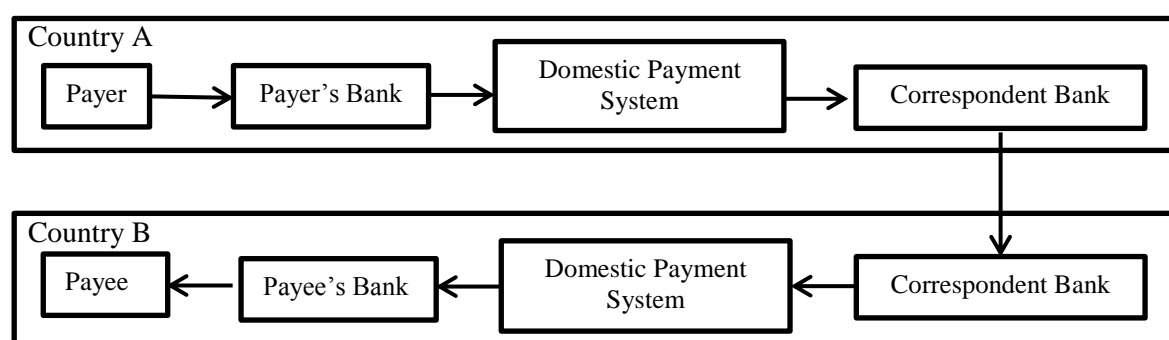 Country A
Payer
Payer’s Bank
Domestic Payment
System
Correspondent Bank
Country B
Payee
Payee’s Bank
Domestic Payment
System
Correspondent Bank